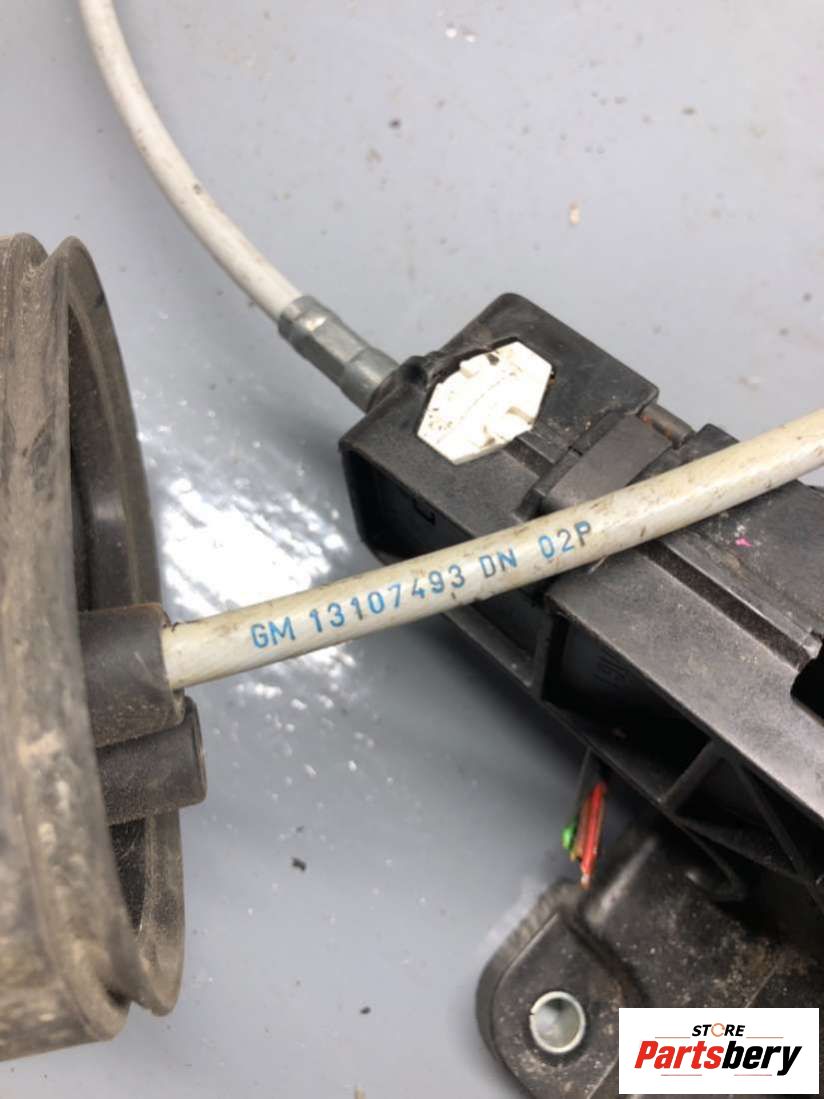 GM 13107493 DN 02P
STORE
Partsbery